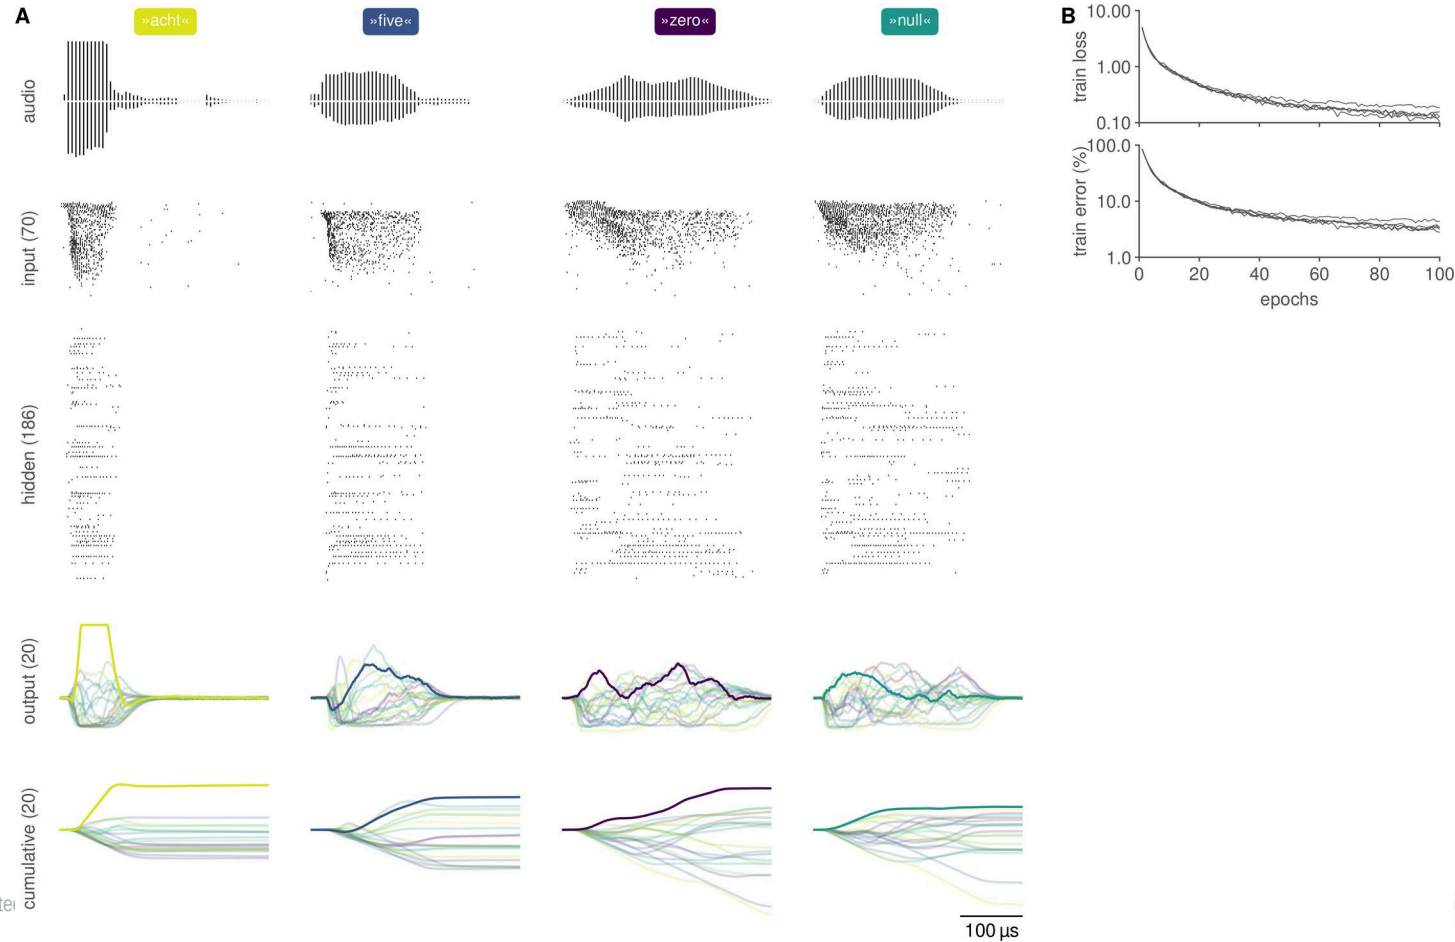 A
»acht«
»five«
»zero«
»null«
audio
input (70)
hidden (186)
output (20)
cumulative (20)
100 µs
B
10.00
1.00
0.10
train loss
100.0
10.0
1.0
train error (%)
0
20
40
60
80
100
epochs